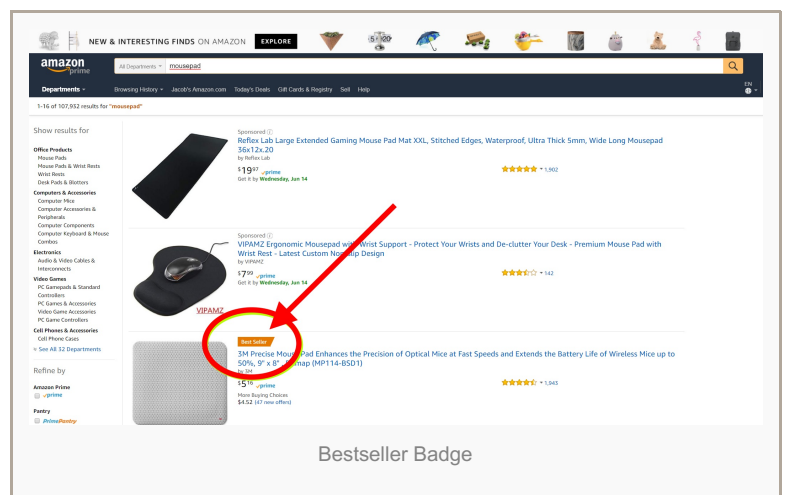 NEW & INTERESTING FINDS ON AMAZON EXPLORE
amazon
prime
All Departments mousepad
Departments Browsing History Jacob's Amazon.com Today's Deals Gift Cards & Registry Sell Help EN
1-16 of 107,932 results for "mousepad"
Show results for
Office Products
Mouse Pads
Mouse Pads & Wrist Rests
Wrist Rests
Desk Pads & Blotters
Computers & Accessories
Computer Mice
Computer Accessories &
Peripherals
Computer Components
Computer Keyboard & Mouse
Combos
Electronics
Audio & Video Cables &
Interconnects
Video Games
PC Gamepads & Standard
Controllers
PC Games & Accessories
Video Game Accessories
PC Game Controllers
Cell Phones & Accessories
Cell Phone Cases
See All 32 Departments
Refine by
Amazon Prime
prime
Pantry
PrimePantry
Sponsored
Reflex Lab Large Extended Gaming Mouse Pad Mat XXL, Stitched Edges, Waterproof, Ultra Thick 5mm, Wide Long Mousepad
36x12x.20
by Reflex Lab
$1997 prime
1,902
Get it by Wednesday, Jun 14
Sponsored
VIPAMZ Ergonomic Mousepad with Wrist Support - Protect Your Wrists and De-clutter Your Desk - Premium Mouse Pad with
Wrist Rest - Latest Custom Design
by VIPAMZ
$799 prime
142
Get it by Wednesday, Jun 14
VIPAMZ
Best Seller
3M Precise Mouse Pad Enhances the Precision of Optical Mice at Fast Speeds and Extends the Battery Life of Wireless Mice up to
50%, 9" x 8", (MP114-BSD1)
by 3M
$516 prime
1,943
More Buying Choices
$4.52 (47 new offers)
Bestseller Badge